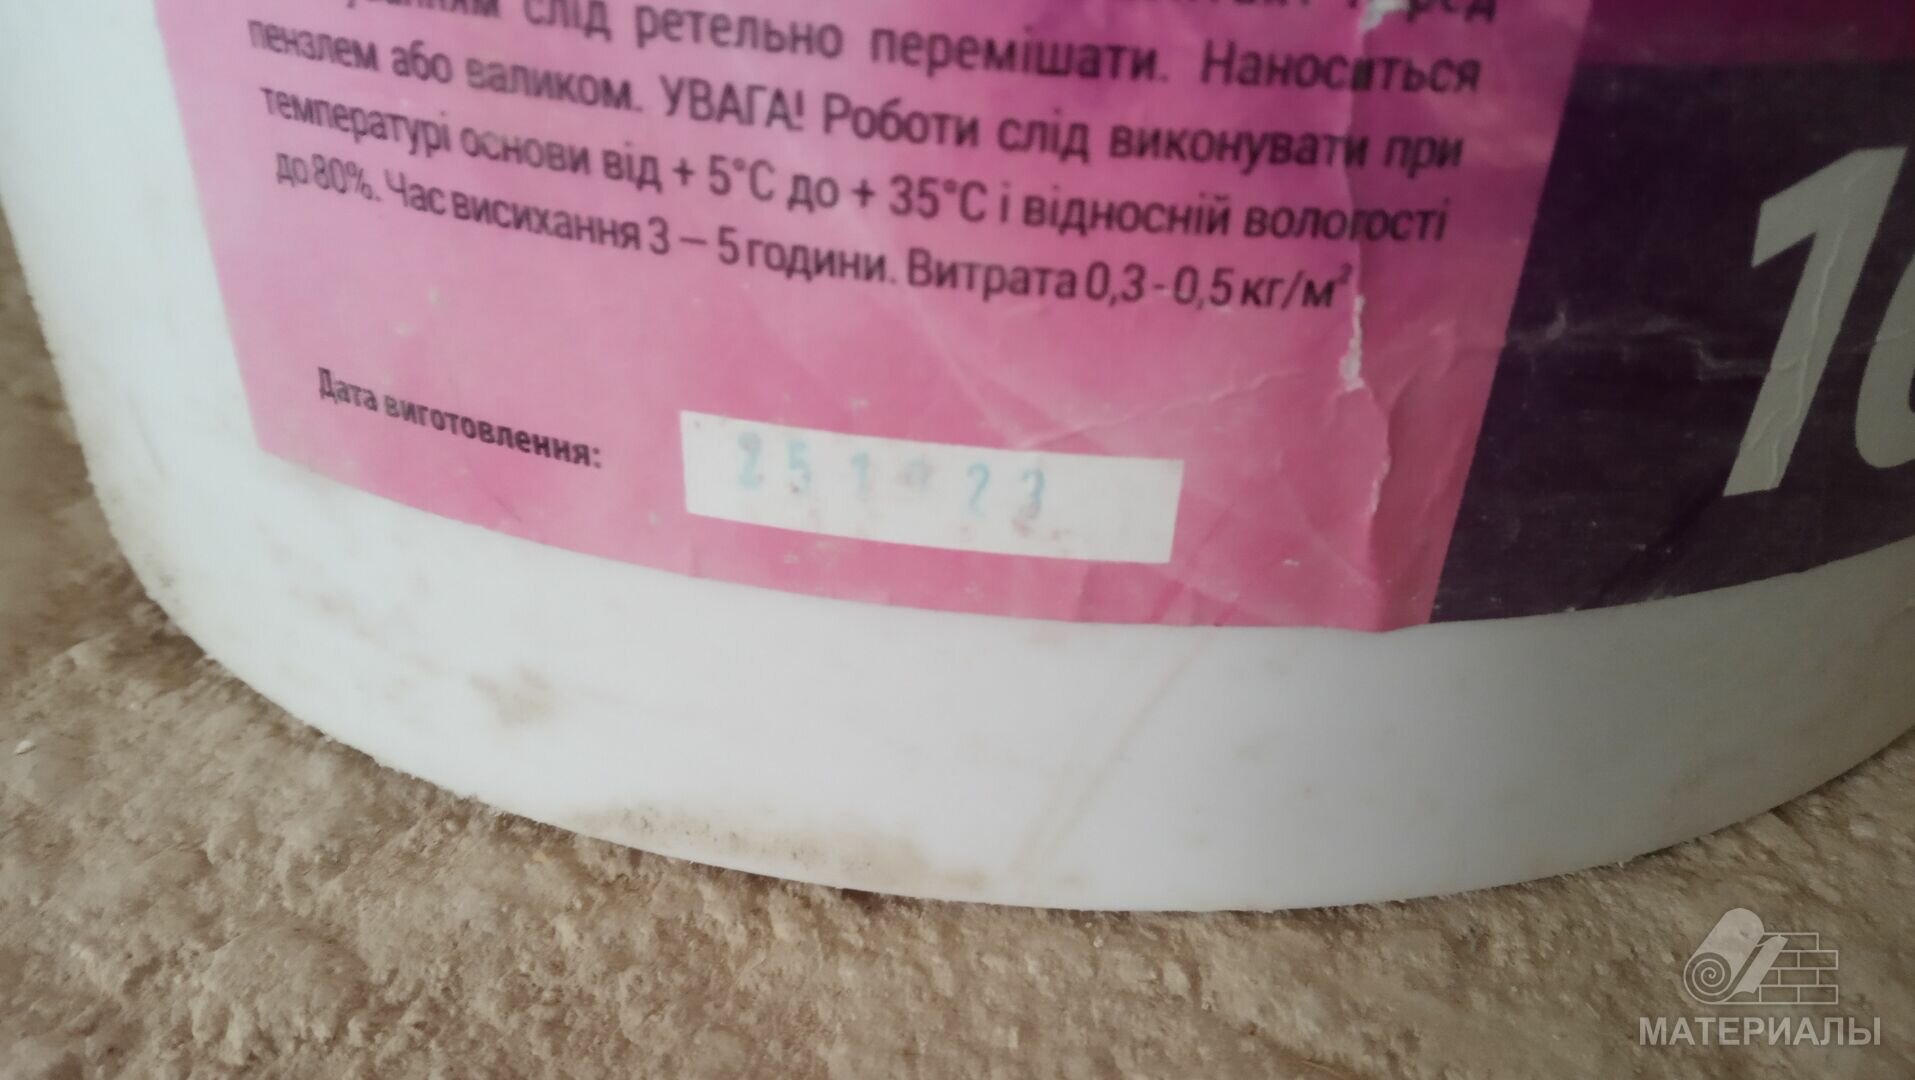 слід ретельно перемішати. Наноситься
пензлем або валиком. УВАГА! Роботи слід виконувати при
температурі основи від + 5°С до + 35°С і відносній вологості
до 80%. Час висихання 3 – 5 години. Витрата 0,3 - 0,5 кг/м²
Дата виготовлення:
МАТЕРИАЛЫ